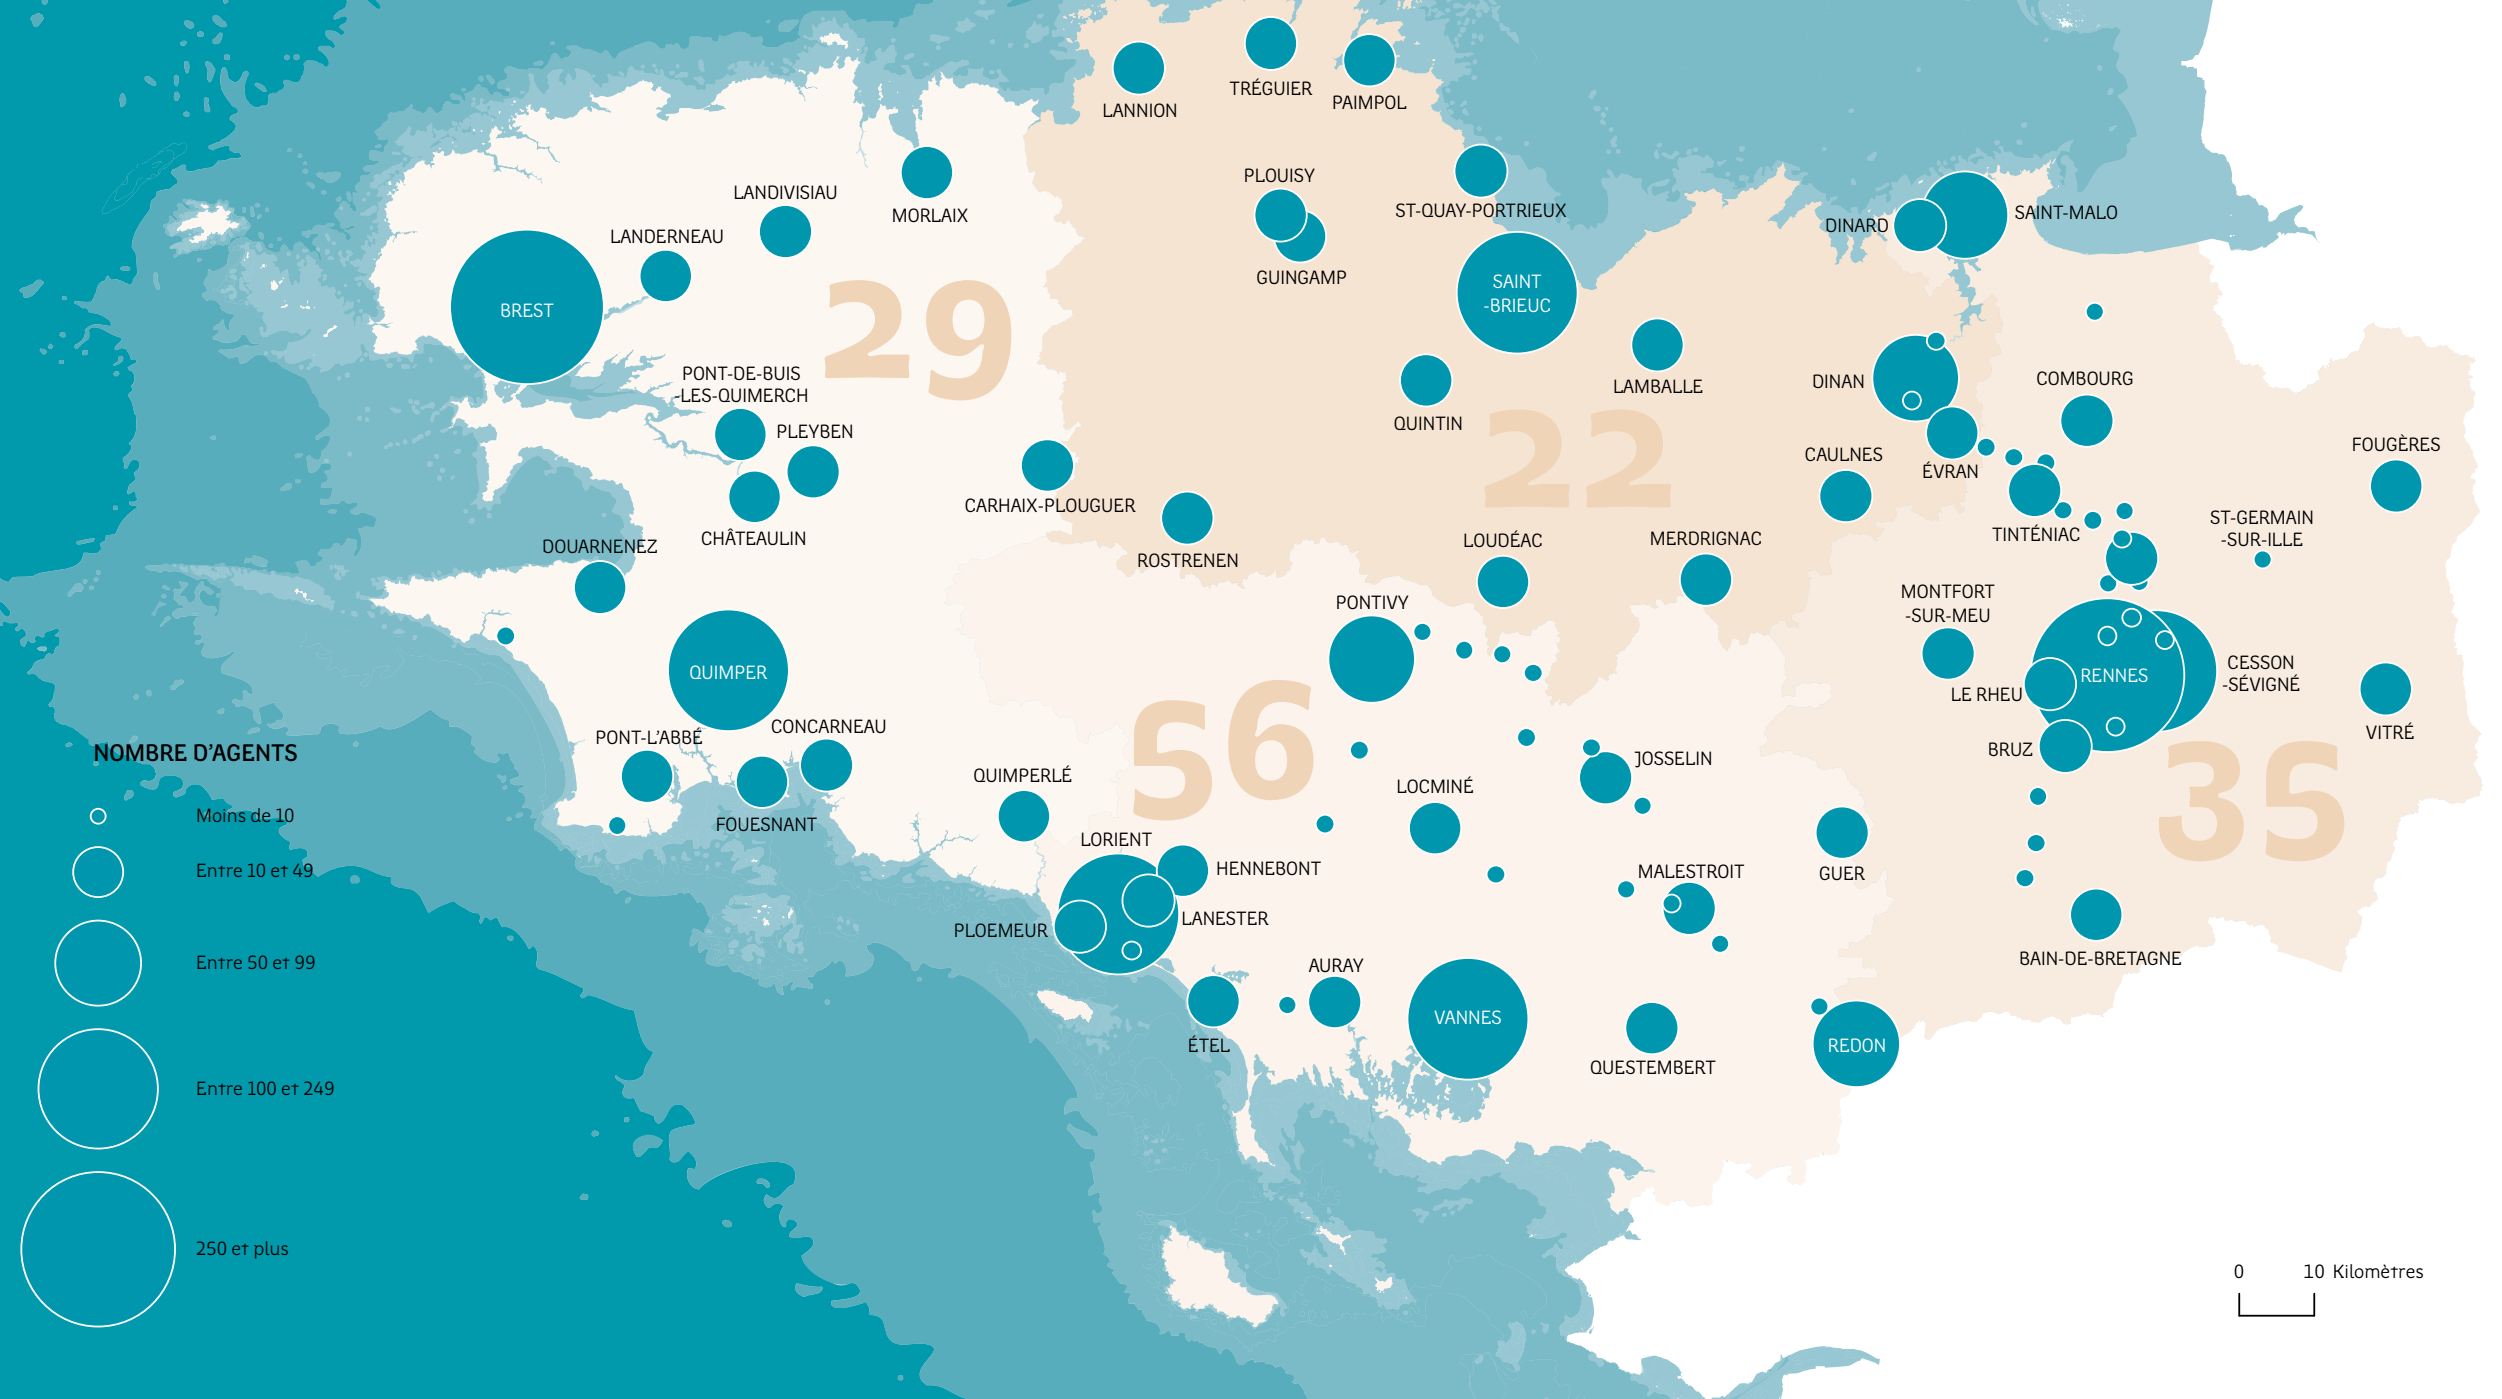 LANNION
TRÉGUIER
PAIMPOL
PLOUISY
GUINGAMP
ST-QUAY-PORTRIEUX
SAINT
-BRIEUC
LANDIVISIAU
MORLAIX
LANDERNEAU
BREST
29
DINARD
SAINT-MALO
PONT-DE-BUIS
-LES-QUIMERCH
PLEYBEN
CHÂTEAULIN
CARHAIX-PLOUGUER
ROSTRENEN
QUINTIN
LAMBALLE
22
DINAN
ÉVRAN
CAULNES
COMBOURG
FOUGÈRES
TINTÉNIAC
ST-GERMAIN
-SUR-ILLE
LOUDÉAC
MERDRIGNAC
MONTFORT
-SUR-MEU
DOUARNENEZ
QUIMPER
PONT-L'ABBÉ
CONCARNEAU
FOUESNANT
QUIMPERLÉ
PONTIVY
56
LE RHEU
RENNES
CESSON
-SÉVIGNÉ
BRUZ
VITRÉ
35
JOSSELIN
LOCMINÉ
LORIENT
HENNEBONT
LANESTER
PLOEMEUR
MALESTROIT
GUER
BAIN-DE-BRETAGNE
AURAY
ÉTEL
VANNES
QUESTEMBERT
REDON
NOMBRE D'AGENTS
Moins de 10
Entre 10 et 49
Entre 50 et 99
Entre 100 et 249
250 et plus
0 10 Kilomètres